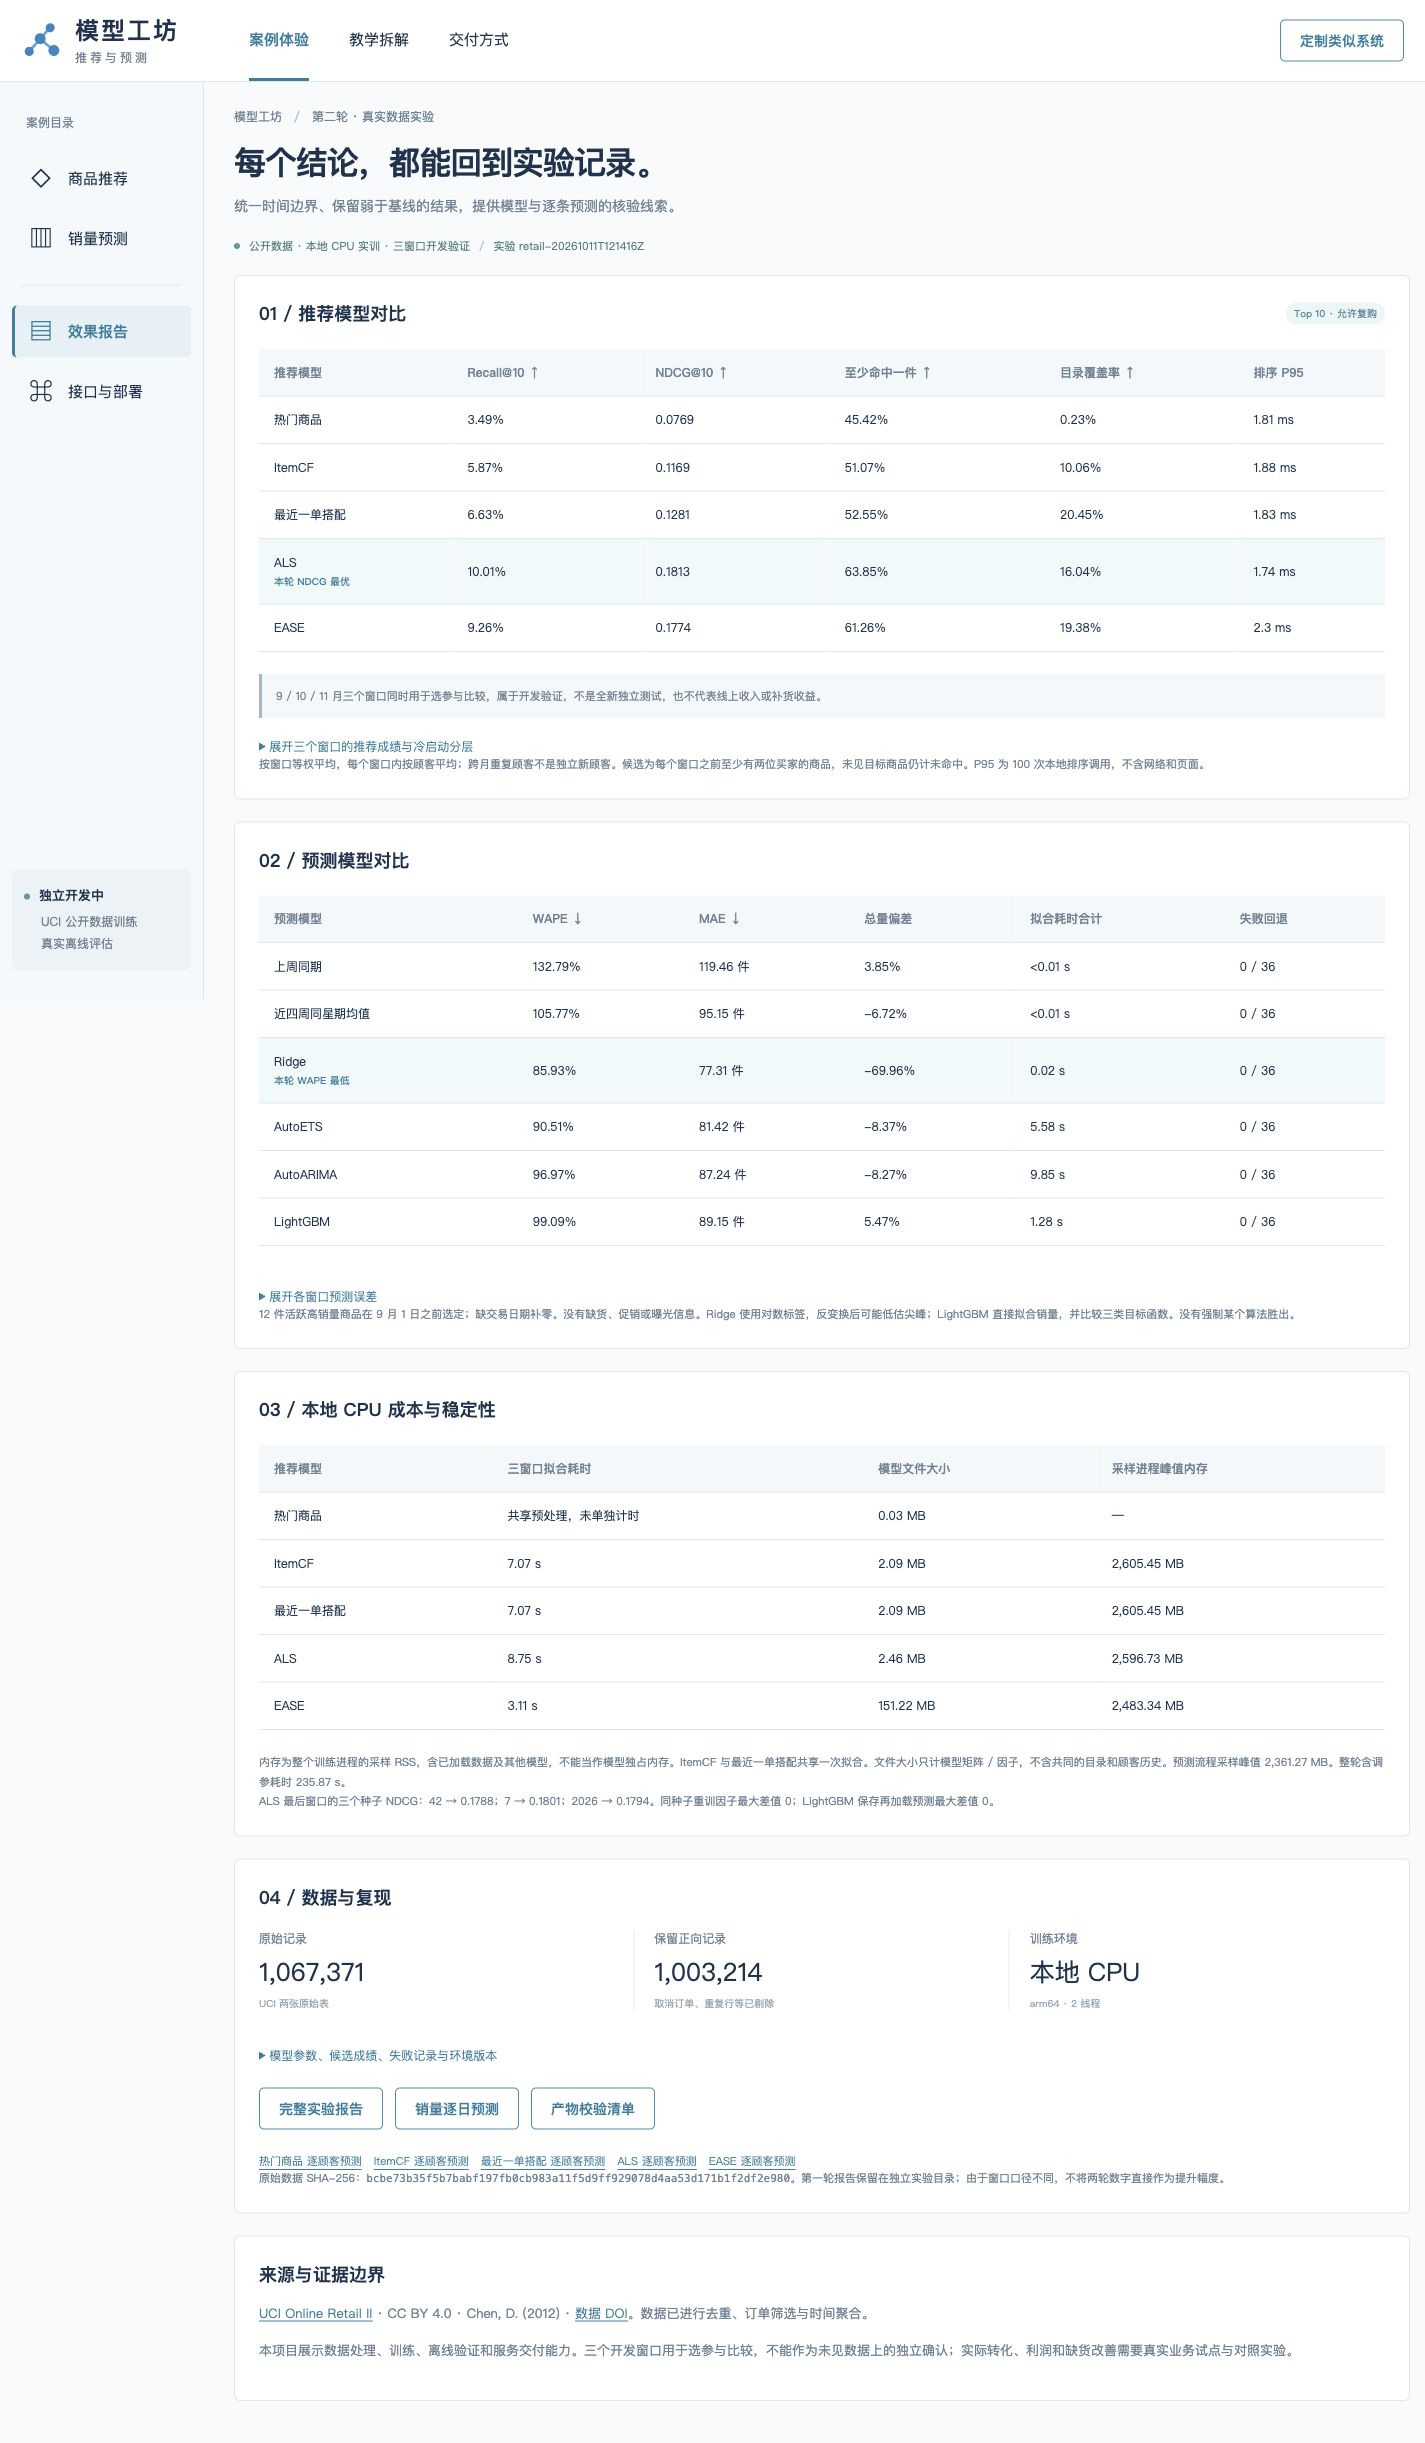 模型工坊
推荐与预测
案例体验 教学拆解 交付方式 定制类似系统
案例目录
商品推荐
销量预测
效果报告
接口与部署
独立开发中
UCI 公开数据训练
真实离线评估
模型工坊 / 第二轮 · 真实数据实验
每个结论，都能回到实验记录。
统一时间边界、保留弱于基线的结果，提供模型与逐条预测的核验线索。
公开数据 · 本地 CPU 实训 · 三窗口开发验证 / 实验 retail-20261011T121416Z
01 / 推荐模型对比 Top 10 · 允许复购
推荐模型 Recall@10 ↑ NDCG@10 ↑ 至少命中一件 ↑ 目录覆盖率 ↑ 排序 P95
热门商品 3.49% 0.0769 45.42% 0.23% 1.81 ms
ItemCF 5.87% 0.1169 51.07% 10.06% 1.88 ms
最近一单搭配 6.63% 0.1281 52.55% 20.45% 1.83 ms
ALS 10.01% 0.1813 63.85% 16.04% 1.74 ms
本轮 NDCG 最优
EASE 9.26% 0.1774 61.26% 19.38% 2.3 ms
9 / 10 / 11 月三个窗口同时用于选参与比较，属于开发验证，不是全新独立测试，也不代表线上收入或补货收益。
▶ 展开三个窗口的推荐成绩与冷启动分层
按窗口等权平均，每个窗口内按顾客平均；跨月重复顾客不是独立新顾客。候选为每个窗口之前至少有两位买家的商品，未见目标商品仍计未命中。P95 为 100 次本地排序调用，不含网络和页面。
02 / 预测模型对比
预测模型 WAPE ↓ MAE ↓ 总量偏差 拟合耗时合计 失败回退
上周同期 132.79% 119.46 件 3.85% <0.01 s 0 / 36
近四周同星期均值 105.77% 95.15 件 -6.72% <0.01 s 0 / 36
Ridge 85.93% 77.31 件 -69.96% 0.02 s 0 / 36
本轮 WAPE 最低
AutoETS 90.51% 81.42 件 -8.37% 5.58 s 0 / 36
AutoARIMA 96.97% 87.24 件 -8.27% 9.85 s 0 / 36
LightGBM 99.09% 89.15 件 5.47% 1.28 s 0 / 36
▶ 展开各窗口预测误差
12 件活跃高销量商品在 9 月 1 日之前选定；缺交易日期补零。没有缺货、促销或曝光信息。Ridge 使用对数标签，反变换后可能低估尖峰；LightGBM 直接拟合销量，并比较三类目标函数。没有强制某个算法胜出。
03 / 本地 CPU 成本与稳定性
推荐模型 三窗口拟合耗时 模型文件大小 采样进程峰值内存
热门商品 共享预处理，未单独计时 0.03 MB —
ItemCF 7.07 s 2.09 MB 2,605.45 MB
最近一单搭配 7.07 s 2.09 MB 2,605.45 MB
ALS 8.75 s 2.46 MB 2,596.73 MB
EASE 3.11 s 151.22 MB 2,483.34 MB
内存为整个训练进程的采样 RSS，含已加载数据及其他模型，不能当作模型独占内存。ItemCF 与最近一单搭配共享一次拟合。文件大小只计模型矩阵 / 因子，不含共同的目录和顾客历史。预测流程采样峰值 2,361.27 MB。整轮含调
参耗时 235.87 s。
ALS 最后窗口的三个种子 NDCG：42 → 0.1788；7 → 0.1801；2026 → 0.1794。同种子重训因子最大差值 0；LightGBM 保存再加载预测最大差值 0。
04 / 数据与复现
原始记录 保留正向记录 训练环境
1,067,371 1,003,214 本地 CPU
UCI 两张原始表 取消订单、重复行等已剔除 arm64 · 2 线程
▶ 模型参数、候选成绩、失败记录与环境版本
完整实验报告 销量逐日预测 产物校验清单
热门商品 逐顾客预测 ItemCF 逐顾客预测 最近一单搭配 逐顾客预测 ALS 逐顾客预测 EASE 逐顾客预测
原始数据 SHA-256：bcbe73b35f5b7babf197fb0cb983a11f5d9ff929078d4aa53d171b1f2df2e980。第一轮报告保留在独立实验目录；由于窗口口径不同，不将两轮数字直接作为提升幅度。
来源与证据边界
UCI Online Retail II · CC BY 4.0 · Chen, D. (2012) · 数据 DOI。数据已进行去重、订单筛选与时间聚合。
本项目展示数据处理、训练、离线验证和服务交付能力。三个开发窗口用于选参与比较，不能作为未见数据上的独立确认；实际转化、利润和缺货改善需要真实业务试点与对照实验。